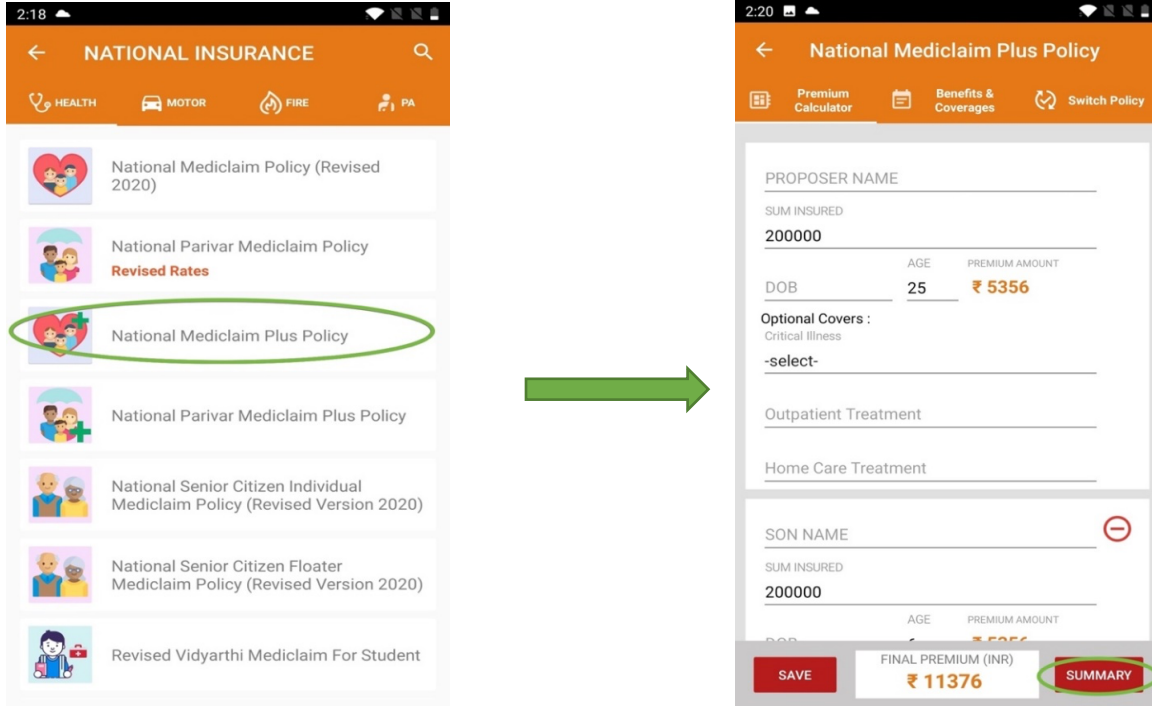 2:18
NATIONAL INSURANCE
HEALTH
MOTOR
FIRE
PA
National Mediclaim Policy (Revised
2020)
National Parivar Mediclaim Policy
Revised Rates
National Mediclaim Plus Policy
National Parivar Mediclaim Plus Policy
National Senior Citizen Individual
Mediclaim Policy (Revised Version 2020)
National Senior Citizen Floater
Mediclaim Policy (Revised Version 2020)
Revised Vidyarthi Mediclaim For Student
2:20
National Mediclaim Plus Policy
Premium
Calculator
Benefits &
Coverages
Switch Policy
PROPOSER NAME
SUM INSURED
200000
AGE PREMIUM AMOUNT
DOB 25 ₹ 5356
Optional Covers :
Critical Illness
-select-
Outpatient Treatment
Home Care Treatment
SON NAME
SUM INSURED
200000
AGE PREMIUM AMOUNT
DOB
SAVE
FINAL PREMIUM (INR)
₹ 11376
SUMMARY